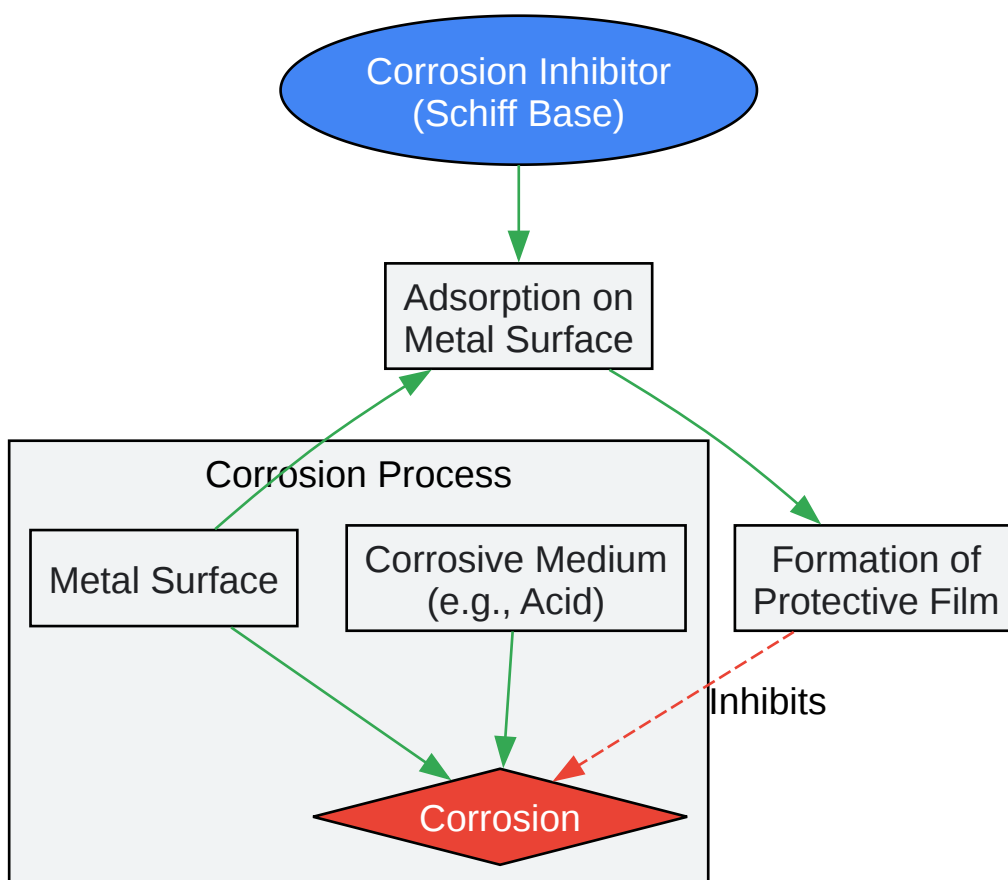 Corrosion Inhibitor
(Schiff Base)
Adsorption on
Metal Surface
Corrosion Process
Metal Surface
Corrosive Medium
(e.g., Acid)
Formation of
Protective Film
Inhibits
Corrosion